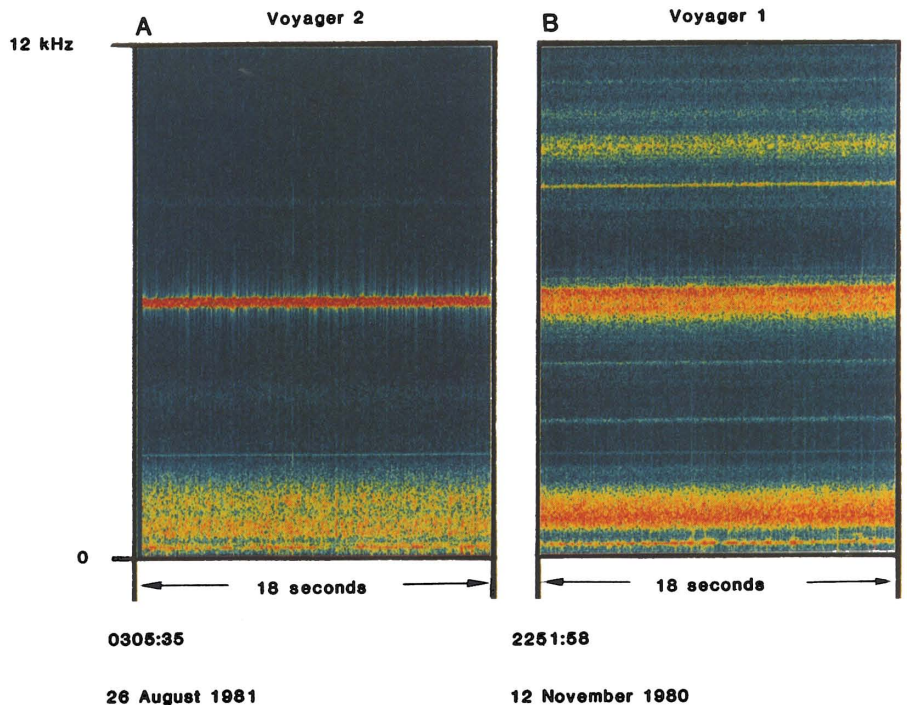 A
Voyager 2
B
Voyager 1
12 kHz
0
18 seconds
18 seconds
0305:35
2251:58
26 August 1981
12 November 1980